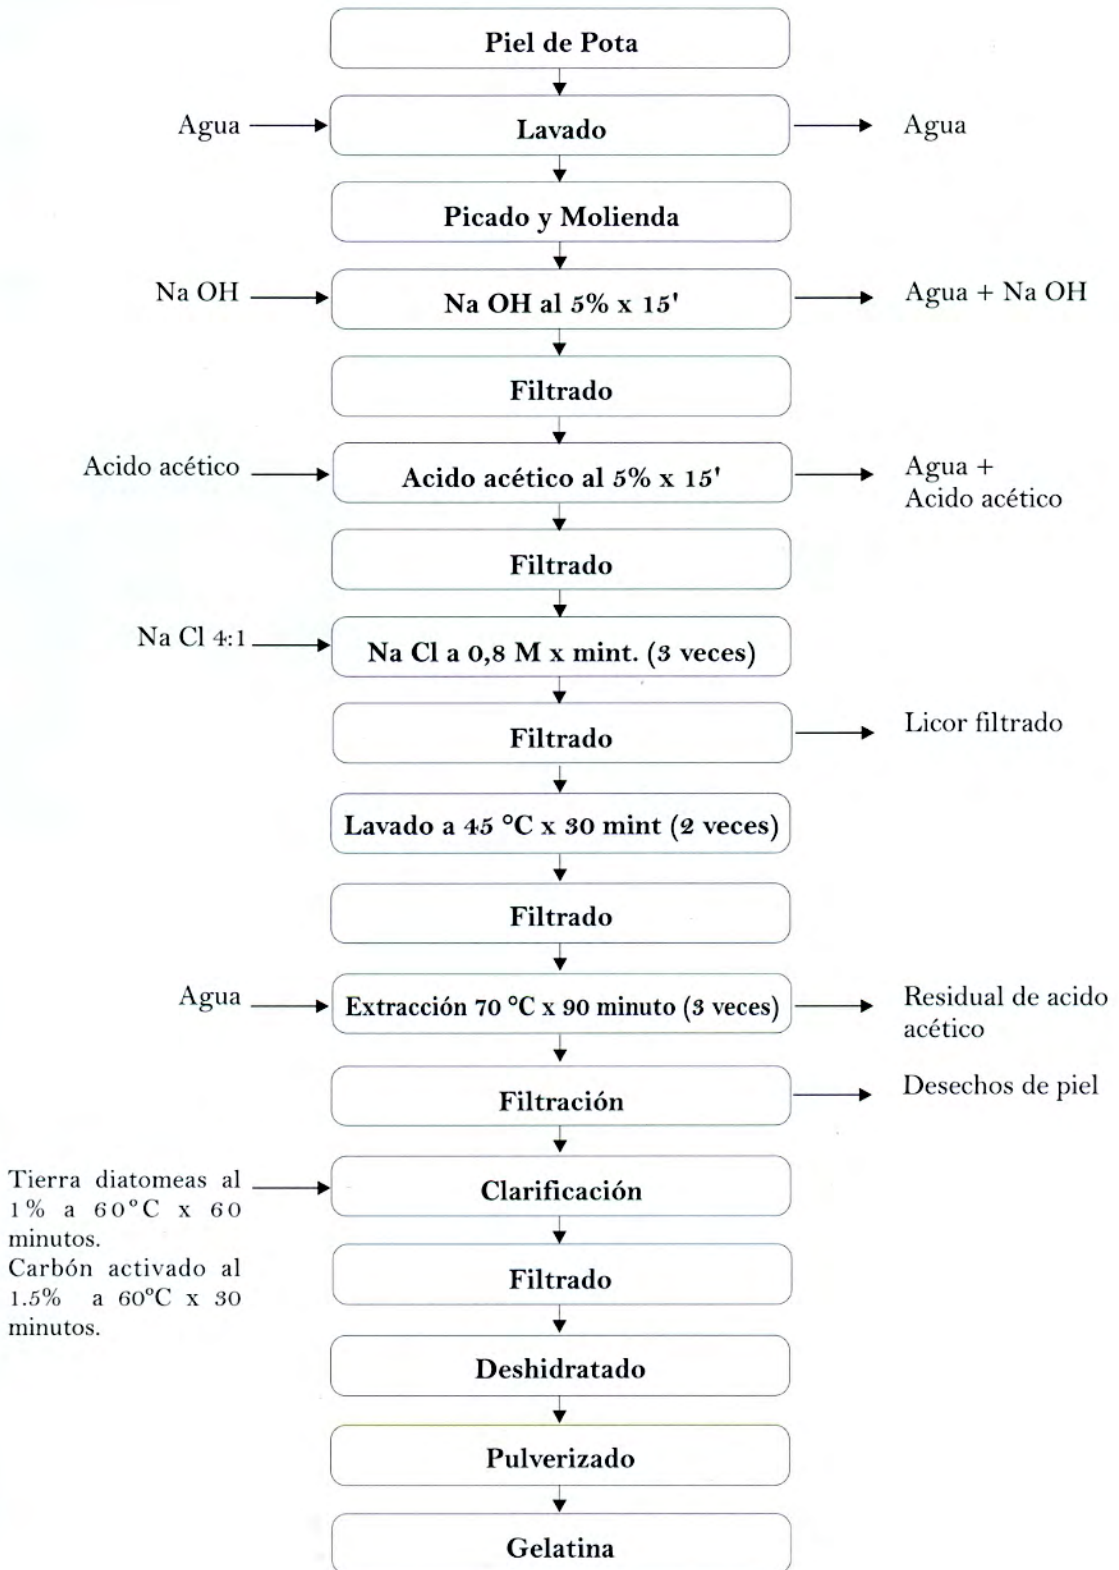 Piel de Pota
Agua
Lavado
Agua
Picado y Molienda
Na OH
Na OH al 5% x 15'
Agua + Na OH
Filtrado
Acido acético
Acido acético al 5% x 15'
Agua +
Acido acético
Filtrado
Na Cl 4:1
Na Cl a 0,8 M x mint. (3 veces)
Filtrado
Licor filtrado
Lavado a 45 °C x 30 mint (2 veces)
Filtrado
Agua
Extracción 70 °C x 90 minuto (3 veces)
Residual de acido
acético
Filtración
Desechos de piel
Tierra diatomeas al
1% a 60°C x 60
minutos.
Carbón activado al
1.5% a 60°C x 30
minutos.
Clarificación
Filtrado
Deshidratado
Pulverizado
Gelatina